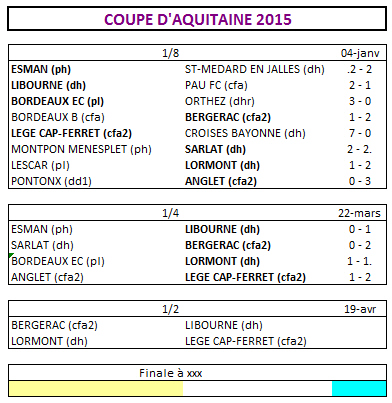 COUPE D'AQUITAINE 2015
1/8 04-janv
ESMAN (ph) ST-MEDARD EN JALLES (dh) .2 - 2
LIBOURNE (dh) PAU FC (cfa) 2 - 1
BORDEAUX EC (pl) ORTHEZ (dhr) 3 - 0
BORDEAUX B (cfa) BERGERAC (cfa2) 1 - 2
LEGE CAP-FERRET (cfa2) CROISES BAYONNE (dh) 7 - 0
MONTPON MENESPLET (ph) SARLAT (dh) 2 - 2.
LESCAR (pl) LORMONT (dh) 1 - 2
PONTONX (dd1) ANGLET (cfa2) 0 - 3
1/4 22-mars
ESMAN (ph) LIBOURNE (dh) 0 - 1
SARLAT (dh) BERGERAC (cfa2) 0 - 2
BORDEAUX EC (pl) LORMONT (dh) 1 - 1.
ANGLET (cfa2) LEGE CAP-FERRET (cfa2) 1 - 2
1/2 19-avr
BERGERAC (cfa2) LIBOURNE (dh)
LORMONT (dh) LEGE CAP-FERRET (cfa2)
Finale à xxx